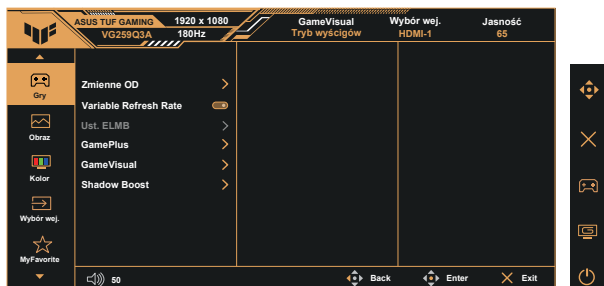 ASUS TUF GAMING 1920 x 1080
VG259Q3A 180Hz
GameVisual
Tryb wyścigów
Wybór wej.
HDMI-1
Jasność
65
Gry
Obraz
Kolor
Wybór wej.
MyFavorite
Zmienne OD
Variable Refresh Rate
Ust. ELMB
GamePlus
GameVisual
Shadow Boost
50
Back
Enter
Exit